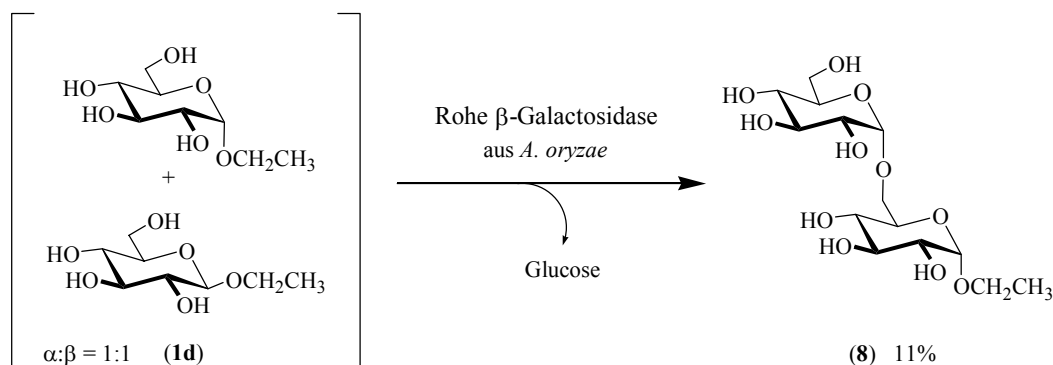 OH
HO
O
HO
HO
OCH2CH3
+
OH
HO
O
HO
O
CH3
OH
α:β = 1:1 (1d)
Rohe β-Galactosidase
aus A. oryzae
Glucose
OH
HO
O
HO
HO
O
HO
O
HO
HO
OCH2CH3
(8) 11%